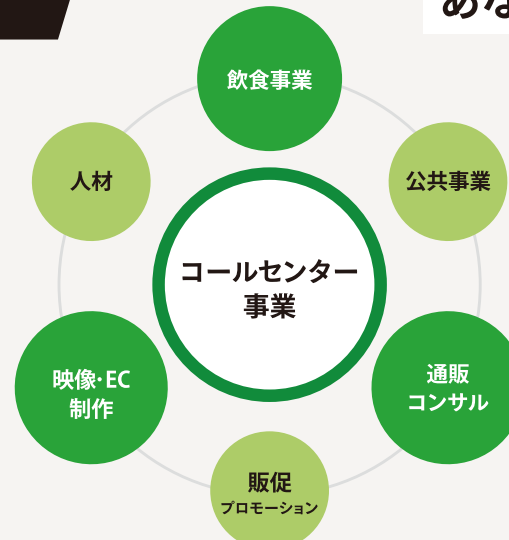 あな
飲食事業
人材
公共事業
コールセンター
事業
映像・EC
制作
通販
コンサル
販促
プロモーション